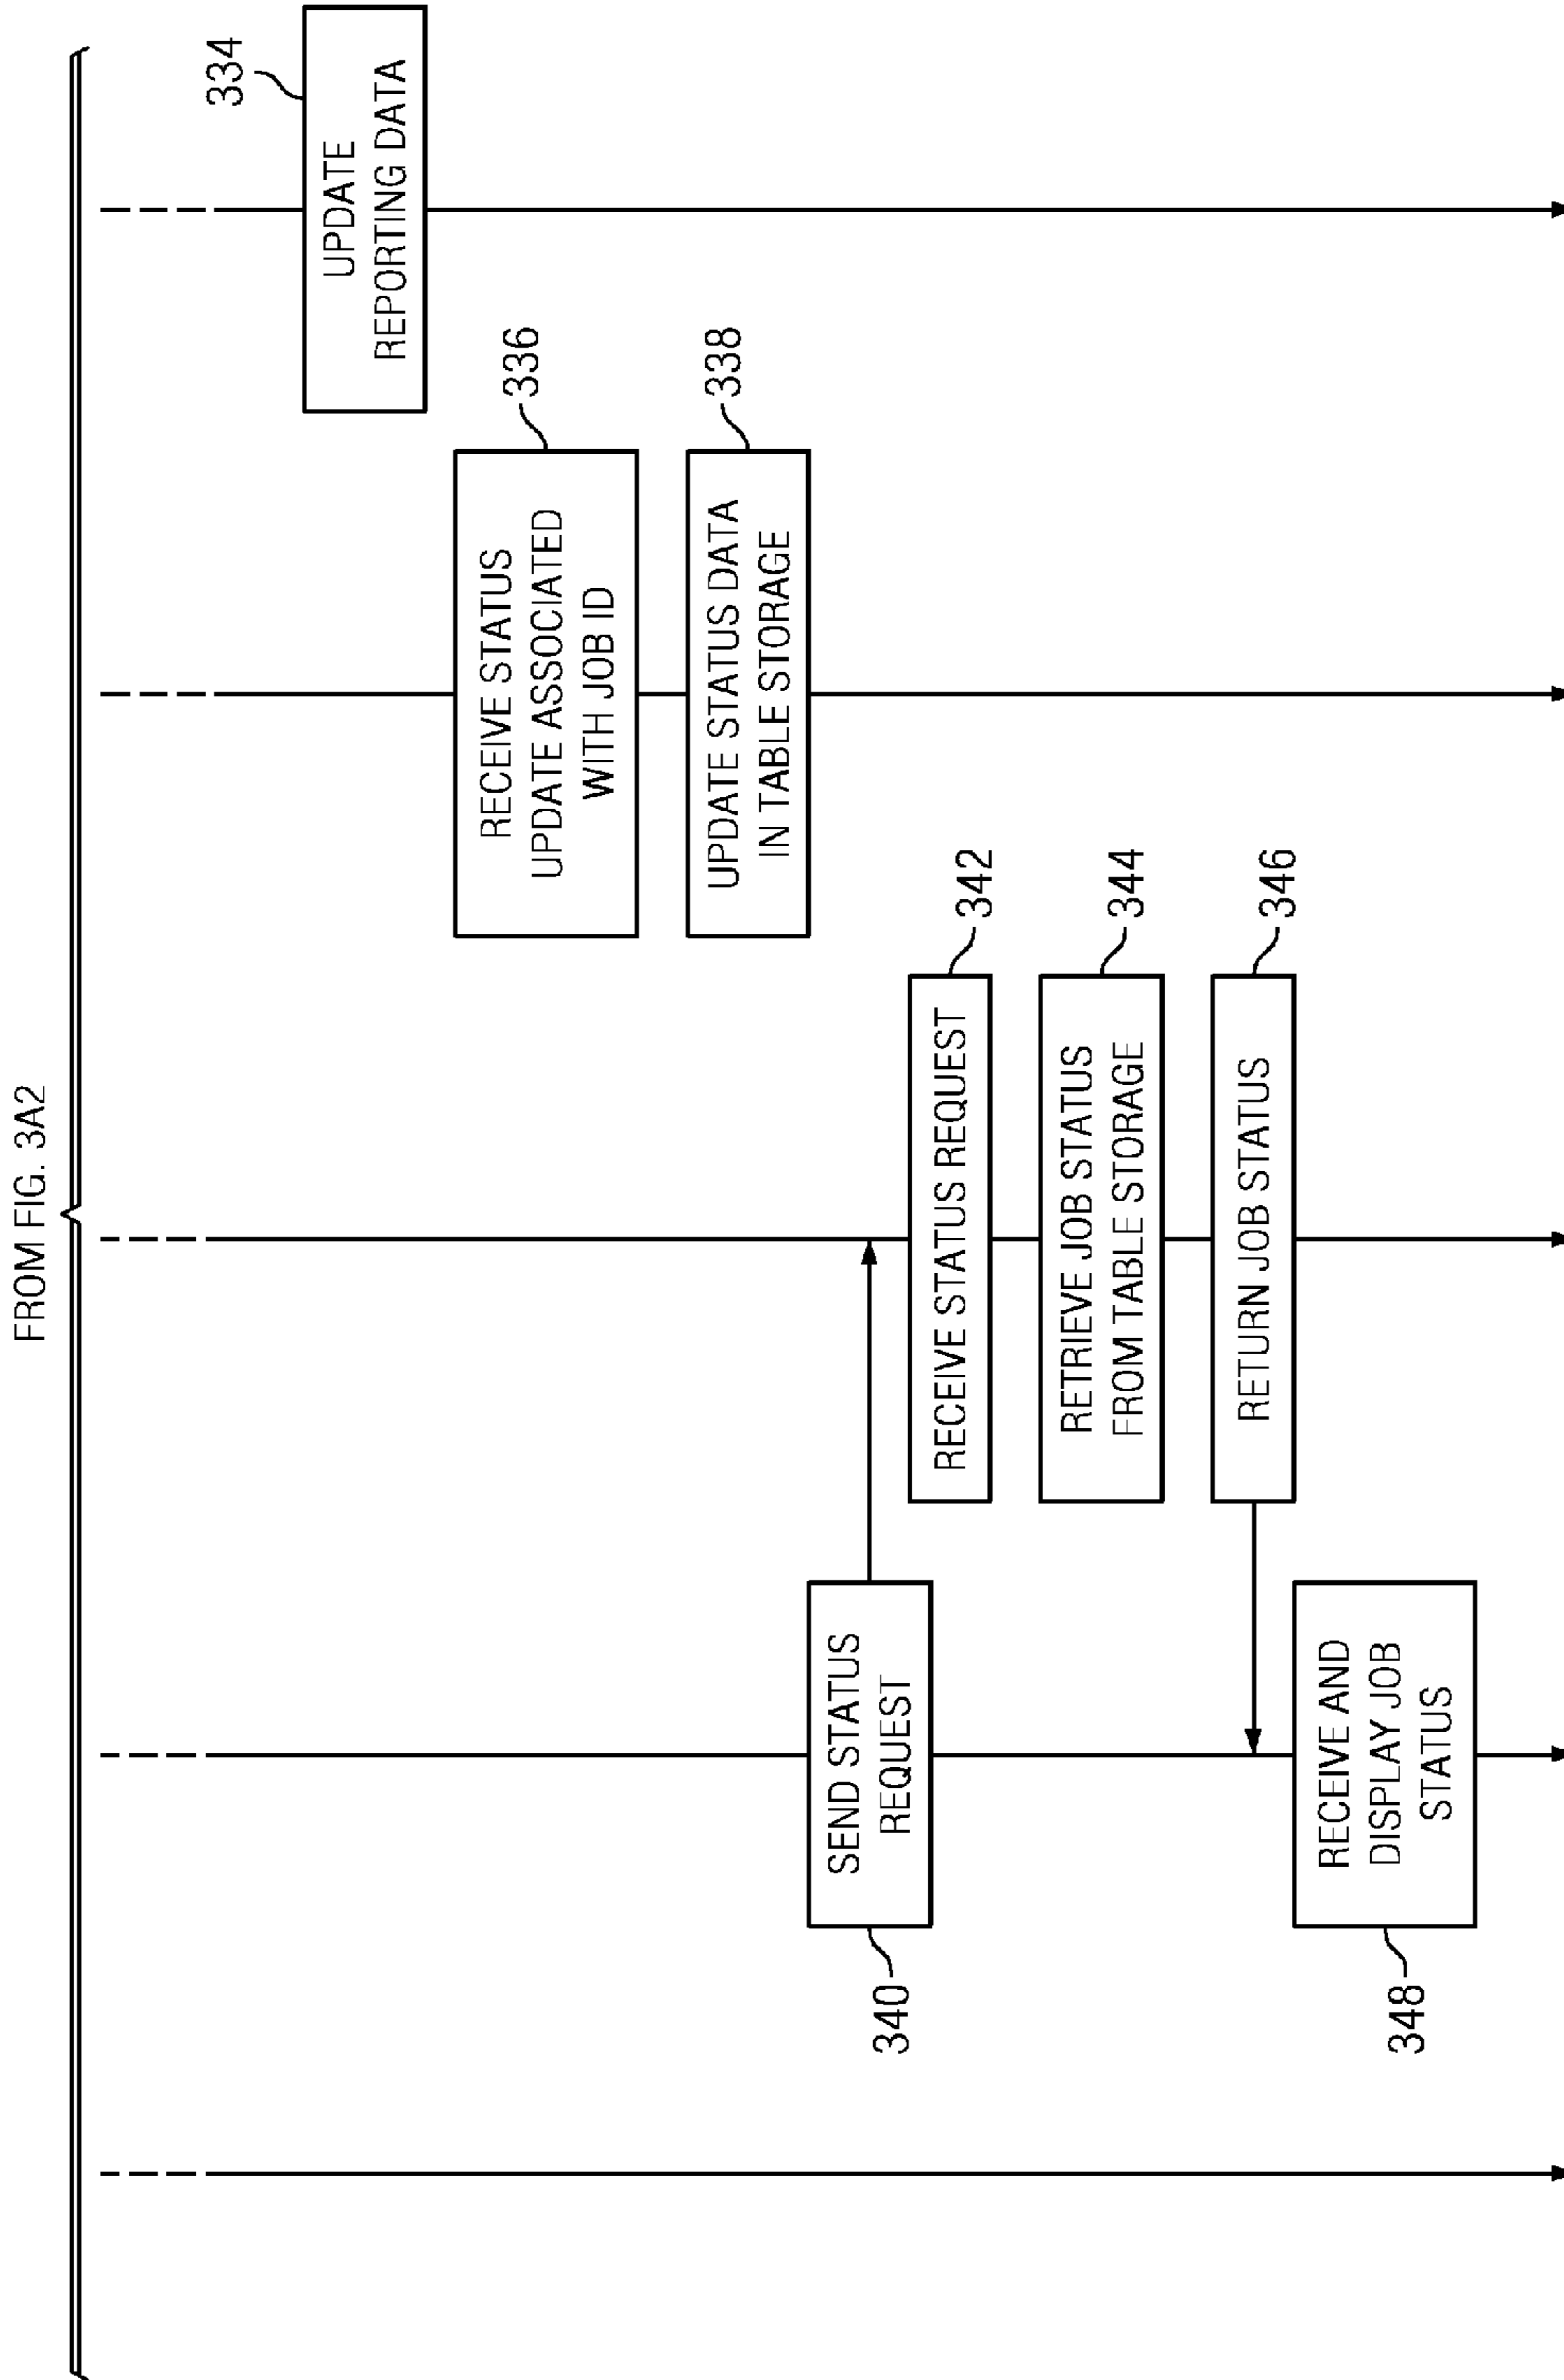 FROM FIG. 3A2
334
UPDATE
REPORTING DATA
336
RECEIVE STATUS
UPDATE ASSOCIATED
WITH JOB ID
338
UPDATE STATUS DATA
IN TABLE STORAGE
340
SEND STATUS
REQUEST
342
RECEIVE STATUS REQUEST
344
RETRIEVE JOB STATUS
FROM TABLE STORAGE
346
RETURN JOB STATUS
348
RECEIVE AND
DISPLAY JOB
STATUS